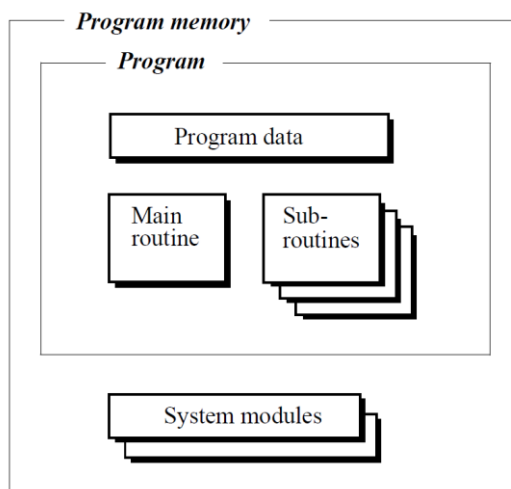 Program memory
Program
Program data
Main
routine
Sub-
routines
System modules